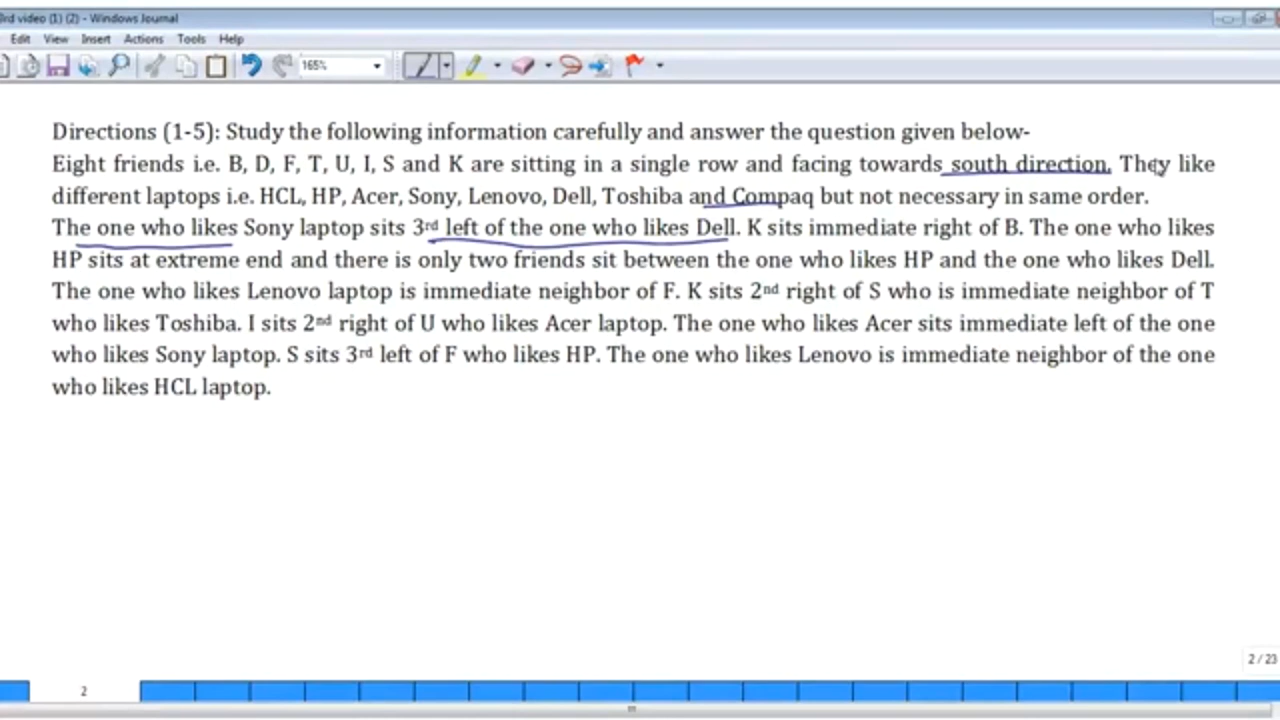 3rd video (1) (2) - Windows Journal
Edit View Insert Actions Tools Help
165%
Directions (1-5): Study the following information carefully and answer the question given below-
Eight friends i.e. B, D, F, T, U, I, S and K are sitting in a single row and facing towards south direction. They like
different laptops i.e. HCL, HP, Acer, Sony, Lenovo, Dell, Toshiba and Compaq but not necessary in same order.
The one who likes Sony laptop sits 3rd left of the one who likes Dell. K sits immediate right of B. The one who likes
HP sits at extreme end and there is only two friends sit between the one who likes HP and the one who likes Dell.
The one who likes Lenovo laptop is immediate neighbor of F. K sits 2nd right of S who is immediate neighbor of T
who likes Toshiba. I sits 2nd right of U who likes Acer laptop. The one who likes Acer sits immediate left of the one
who likes Sony laptop. S sits 3rd left of F who likes HP. The one who likes Lenovo is immediate neighbor of the one
who likes HCL laptop.
2 / 23
2